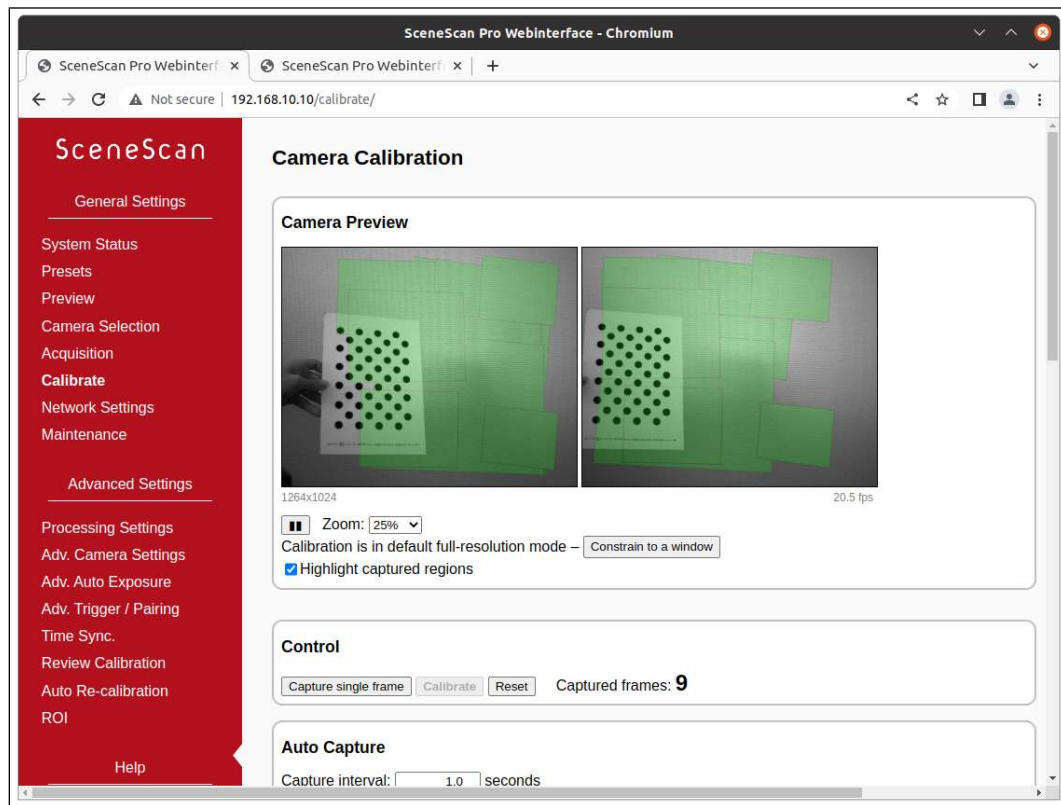 SceneScan Pro Webinterface - Chromium
SceneScan Pro Webinterf
SceneScan Pro Webinterf
Not secure | 192.168.10.10/calibrate/
SceneScan
General Settings
System Status
Presets
Preview
Camera Selection
Acquisition
Calibrate
Network Settings
Maintenance
Advanced Settings
Processing Settings
Adv. Camera Settings
Adv. Auto Exposure
Adv. Trigger / Pairing
Time Sync.
Review Calibration
Auto Re-calibration
ROI
Help
Camera Calibration
Camera Preview
1264x1024 20.5 fps
Zoom: 25%
Calibration is in default full-resolution mode – Constrain to a window
Highlight captured regions
Control
Capture single frame Calibrate Reset Captured frames: 9
Auto Capture
Capture interval: 1.0 seconds